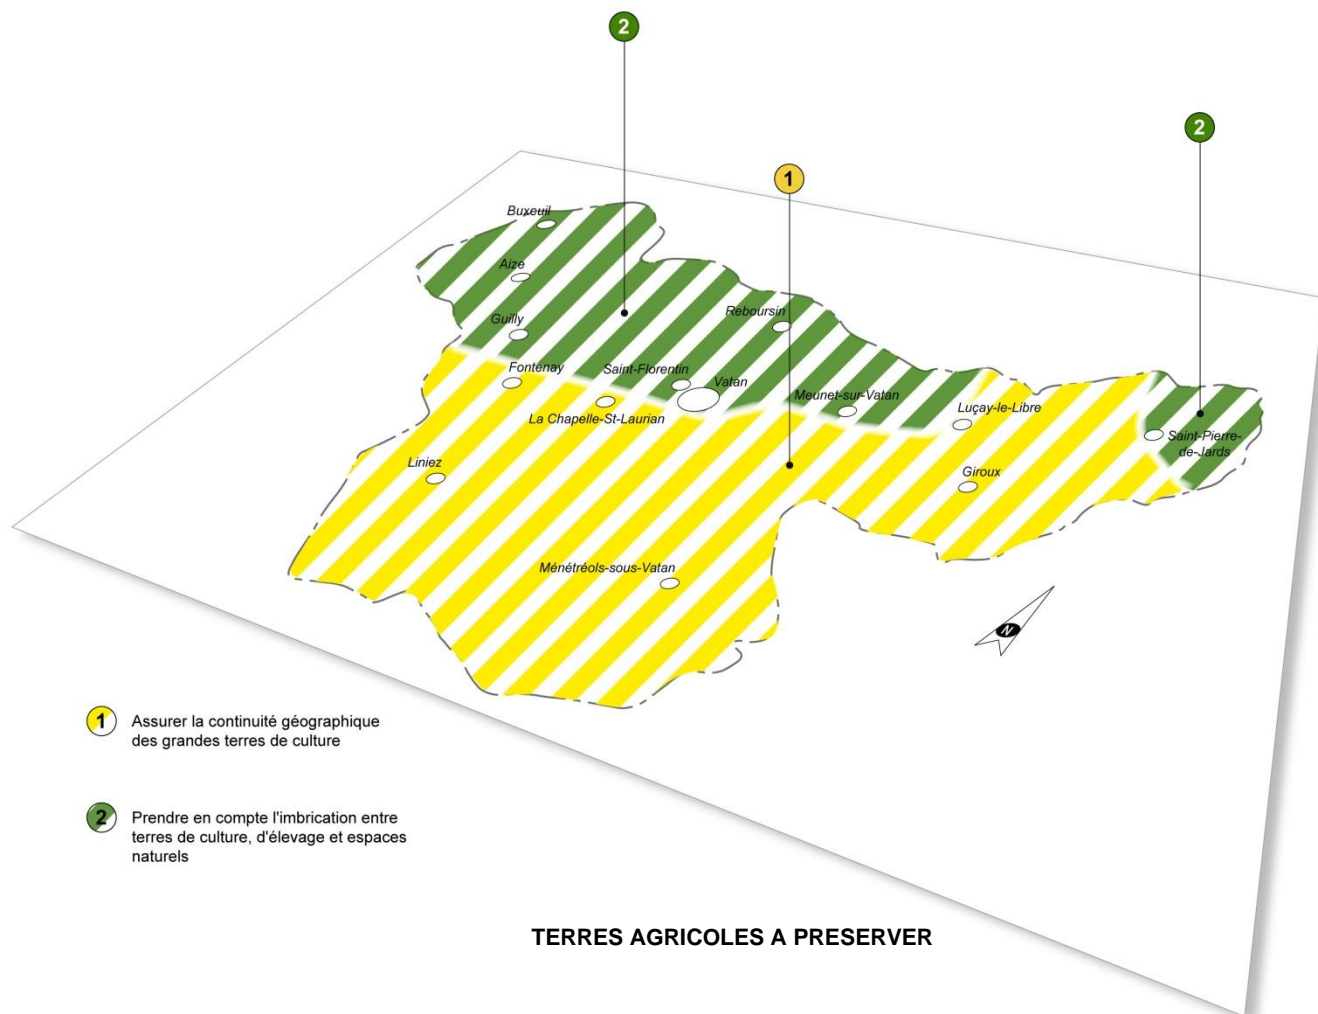 2
2
1
Buxeuil
Aize
Guilly
Reboursin
Fontenay
Saint-Florentin
Vatan
Meunet-sur-Vatan
Luçay-le-Libre
La Chapelle-St-Laurian
Saint-Pierre-
de-Jards
Liniez
Giroux
Ménétréols-sous-Vatan
N
1 Assurer la continuité géographique
des grandes terres de culture
2 Prendre en compte l'imbrication entre
terres de culture, d'élevage et espaces
naturels
TERRES AGRICOLES A PRESERVER